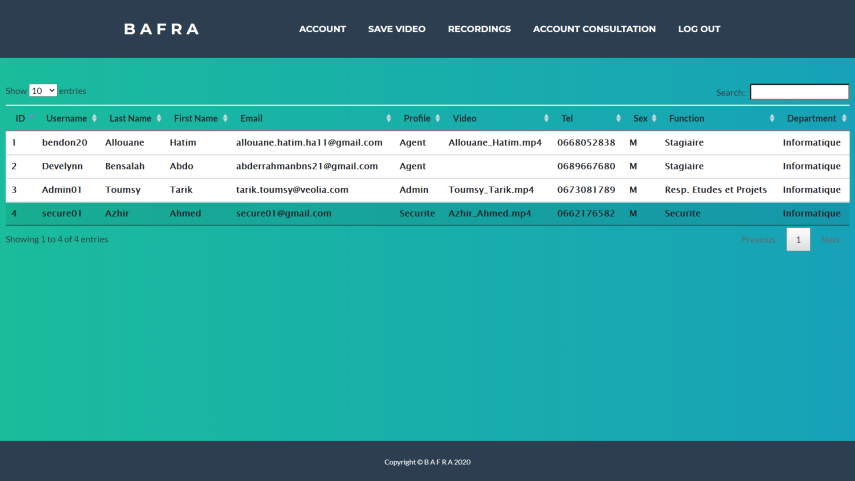 B A F R A ACCOUNT SAVE VIDEO RECORDINGS ACCOUNT CONSULTATION LOG OUT
Show 10 entries Search:
ID Username Last Name First Name Email Profile Video Tel Sex Function Department
1 bendon20 Allouane Hatim allouane.hatim.ha11@gmail.com Agent Allouane_Hatim.mp4 0668052838 M Stagiaire Informatique
2 Develynn Bensalah Abdo abderrahmanbns21@gmail.com Agent 0689667680 M Stagiaire Informatique
3 Admin01 Toumsy Tarik tarik.toumsy@veolia.com Admin Toumsy_Tarik.mp4 0673081789 M Resp. Etudes et Projets Informatique
4 secure01 Azhir Ahmed secure01@gmail.com Securite Azhir_Ahmed.mp4 0662176582 M Securite Informatique
Showing 1 to 4 of 4 entries Previous 1 Next
Copyright © B A F R A 2020